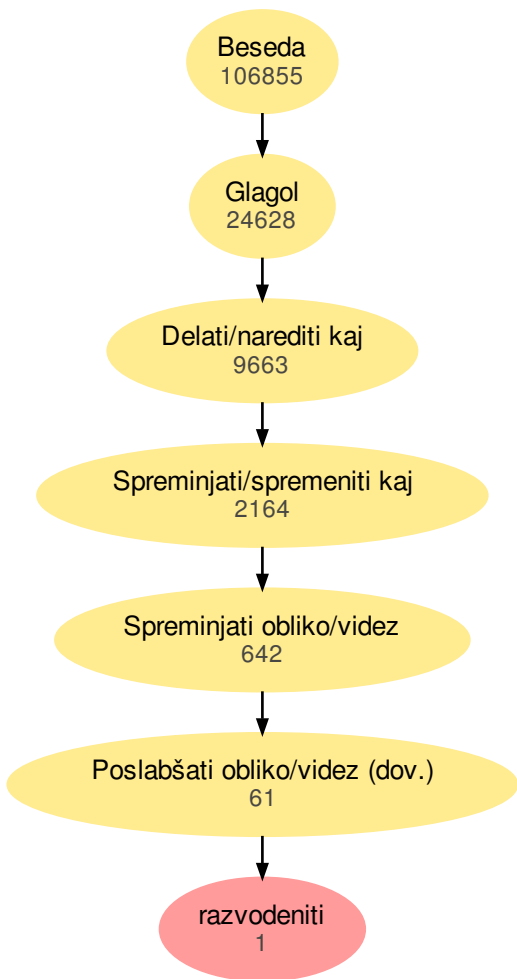 Beseda
106855
Glagol
24628
Delati/narediti kaj
9663
Spreminjati/spremeniti kaj
2164
Spreminjati obliko/videz
642
Poslabšati obliko/videz (dov.)
61
razvodeniti
1